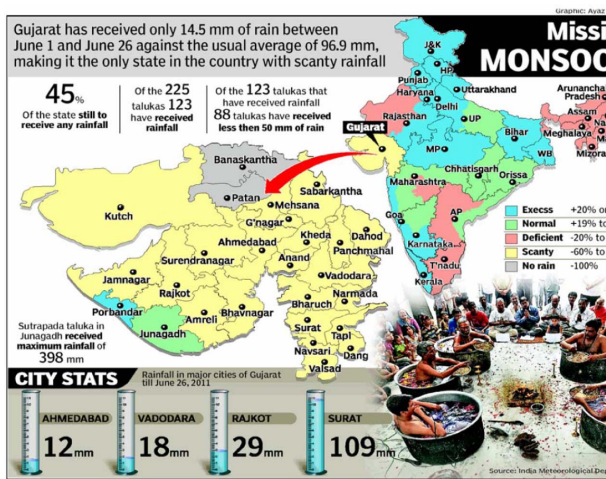 Graphic: Ayaz
Gujarat has received only 14.5 mm of rain between
June 1 and June 26 against the usual average of 96.9 mm,
making it the only state in the country with scanty rainfall
Missi
MONSOO
45%
Of the state still to
receive any rainfall
Of the 225
talukas 123
have received
rainfall
Of the 123 talukas that
have received rainfall
88 talukas have received
less then 50 mm of rain
J&K
HP
Punjab
Haryana
Uttarakhand
Delhi
Rajasthan
UP
Bihar
Gujarat
MP
WB
Chhatisgarh
Orissa
Maharashtra
Goa
AP
Karnataka
T'nadu
Kerala
Arunacha
Pradesh
Assam
Na
Meghalaya
Ma
Mizora
Banaskantha
Patan
Sabarkantha
Mehsana
Kutch
G'nagar
Ahmedabad
Kheda
Dahod
Panchmahal
Surendranagar
Anand
Jamnagar
Vadodara
Rajkot
Narmada
Bharuch
Porbandar
Amreli
Bhavnagar
Junagadh
Surat
Tapi
Navsari
Dang
Valsad
Execss +20% or
Normal +19% to
Deficient -20% to
Scanty -60% to
No rain -100%
Sutrapada taluka in
Junagadh received
maximum rainfall of
398 mm
CITY STATS
Rainfall in major cities of Gujarat
till June 26, 2011
AHMEDABAD
12mm
VADODARA
18mm
RAJKOT
29mm
SURAT
109mm
Source: India Meteorological Dep